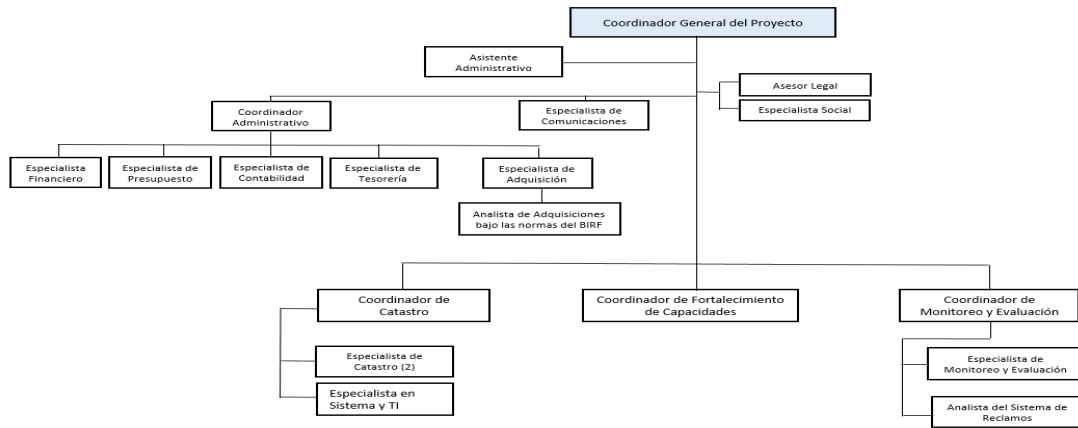 Coordinador General del Proyecto
Asistente
Administrativo
Asesor Legal
Especialista Social
Coordinador
Administrativo
Especialista de
Comunicaciones
Especialista
Financiero
Especialista de
Presupuesto
Especialista de
Contabilidad
Especialista de
Tesorería
Especialista de
Adquisición
Analista de Adquisiciones
bajo las normas del BIRF
Coordinador de
Catastro
Coordinador de Fortalecimiento
de Capacidades
Coordinador de
Monitoreo y Evaluación
Especialista de
Catastro (2)
Especialista en
Sistema y TI
Especialista de
Monitoreo y Evaluación
Analista del Sistema de
Reclamos